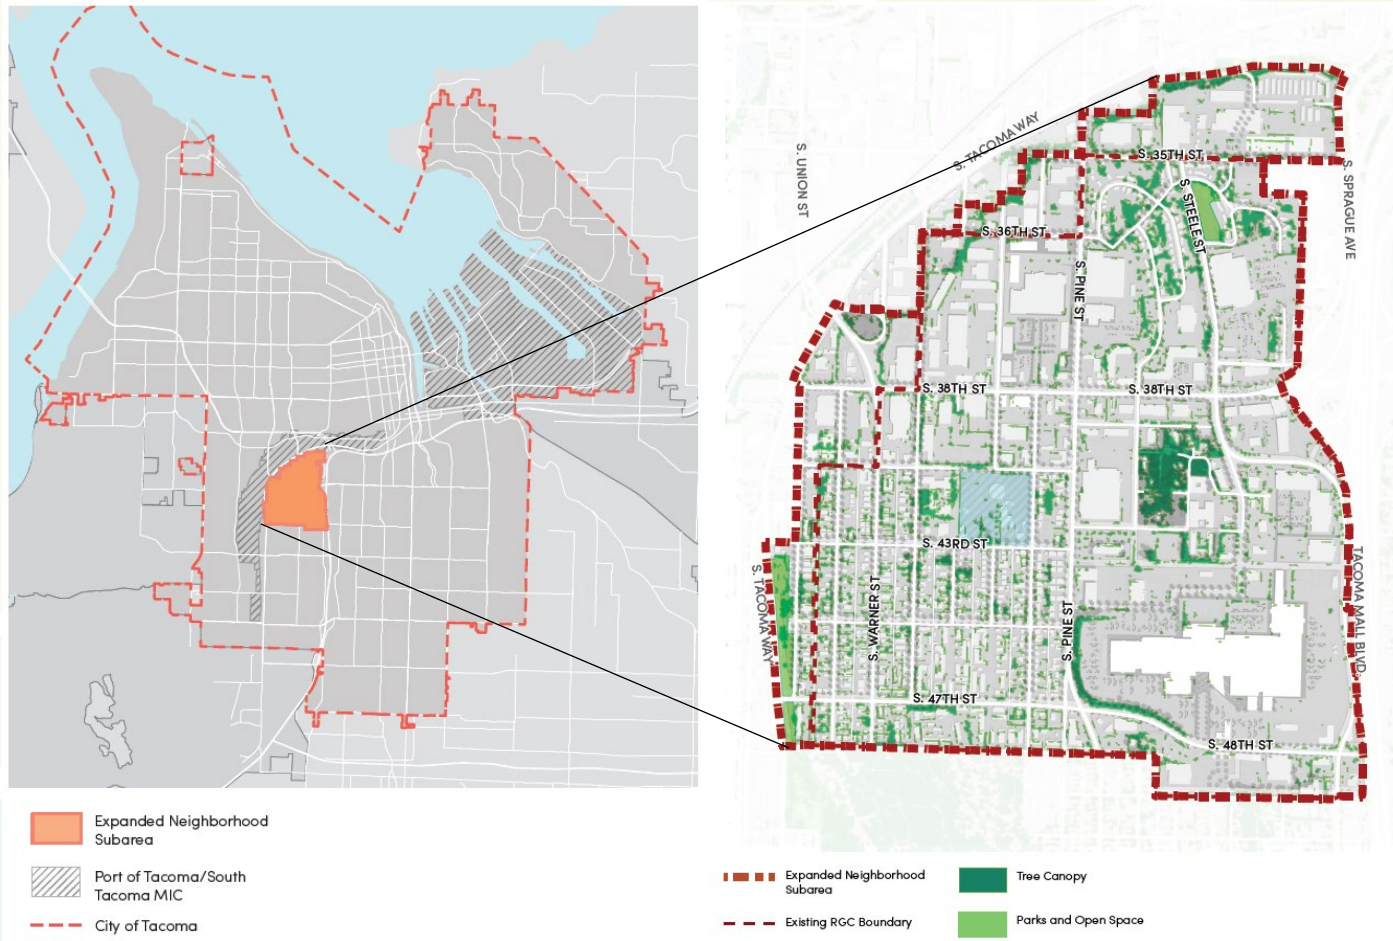 S. TACOMA WAY
S. UNION ST
S. 35TH ST
S. SPRAGUE AVE
S. STEELE ST
S. 36TH ST
S. PINE ST
S. 38TH ST
S. 38TH ST
S. 43RD ST
S. TACOMA WAY
S. WARNER ST
S. PINE ST
TACOMA MALL BLVD.
S. 47TH ST
S. 48TH ST
Expanded Neighborhood
Subarea
Port of Tacoma/South
Tacoma MIC
City of Tacoma
Expanded Neighborhood
Subarea
Existing RGC Boundary
Tree Canopy
Parks and Open Space